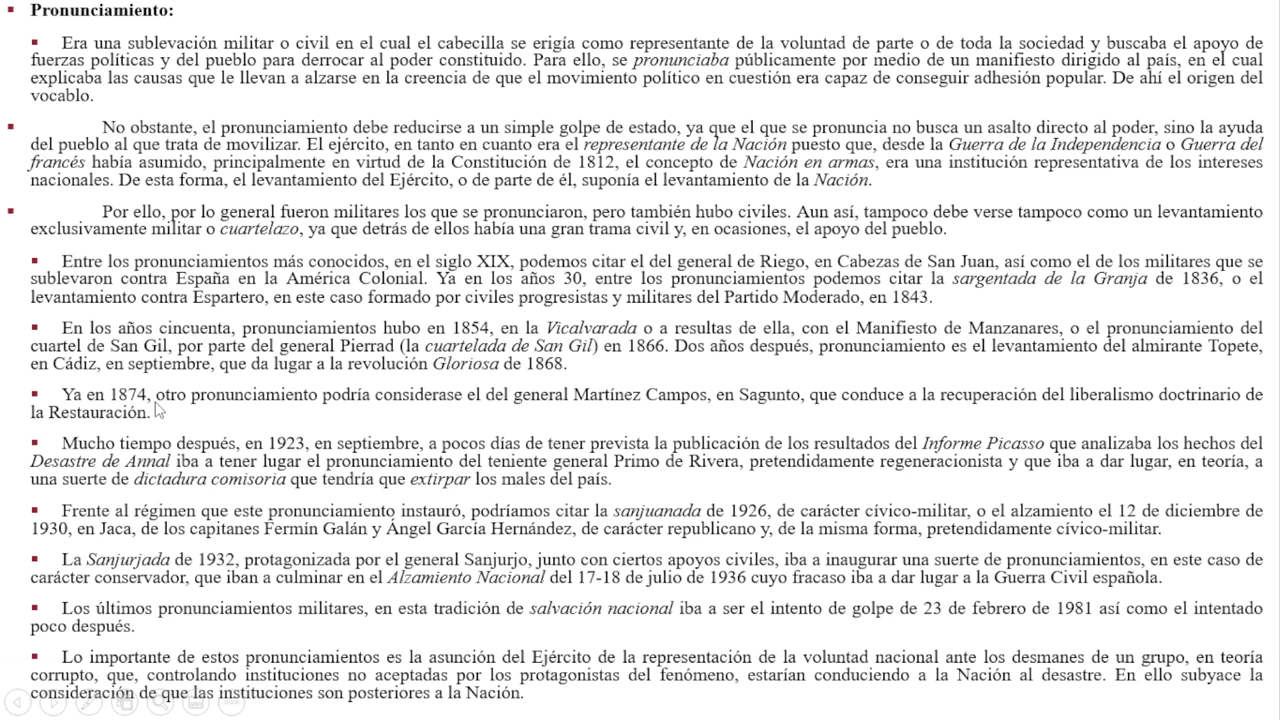 Pronunciamiento:
Era una sublevación militar o civil en el cual el cabecilla se erigía como representante de la voluntad de parte o de toda la sociedad y buscaba el apoyo de
fuerzas políticas y del pueblo para derrocar al poder constituido. Para ello, se pronunciaba públicamente por medio de un manifiesto dirigido al país, en el cual
explicaba las causas que le llevan a alzarse en la creencia de que el movimiento político en cuestión era capaz de conseguir adhesión popular. De ahí el origen del
vocablo.
No obstante, el pronunciamiento debe reducirse a un simple golpe de estado, ya que el que se pronuncia no busca un asalto directo al poder, sino la ayuda
del pueblo al que trata de movilizar. El ejército, en tanto en cuanto era el representante de la Nación puesto que, desde la Guerra de la Independencia o Guerra del
francés había asumido, principalmente en virtud de la Constitución de 1812, el concepto de Nación en armas, era una institución representativa de los intereses
nacionales. De esta forma, el levantamiento del Ejército, o de parte de él, suponía el levantamiento de la Nación.
Por ello, por lo general fueron militares los que se pronunciaron, pero también hubo civiles. Aun así, tampoco debe verse tampoco como un levantamiento
exclusivamente militar o cuartelazo, ya que detrás de ellos había una gran trama civil y, en ocasiones, el apoyo del pueblo.
Entre los pronunciamientos más conocidos, en el siglo XIX, podemos citar el del general de Riego, en Cabezas de San Juan, así como el de los militares que se
sublevaron contra España en la América Colonial. Ya en los años 30, entre los pronunciamientos podemos citar la sargentada de la Granja de 1836, o el
levantamiento contra Espartero, en este caso formado por civiles progresistas y militares del Partido Moderado, en 1843.
En los años cincuenta, pronunciamientos hubo en 1854, en la Vicalvarada o a resultas de ella, con el Manifiesto de Manzanares, o el pronunciamiento del
cuartel de San Gil, por parte del general Pierrad (la cuartelada de San Gil) en 1866. Dos años después, pronunciamiento es el levantamiento del almirante Topete,
en Cádiz, en septiembre, que da lugar a la revolución Gloriosa de 1868.
Ya en 1874, otro pronunciamiento podría considerase el del general Martínez Campos, en Sagunto, que conduce a la recuperación del liberalismo doctrinario de
la Restauración.
Mucho tiempo después, en 1923, en septiembre, a pocos días de tener prevista la publicación de los resultados del Informe Picasso que analizaba los hechos del
Desastre de Annal iba a tener lugar el pronunciamiento del teniente general Primo de Rivera, pretendidamente regeneracionista y que iba a dar lugar, en teoría, a
una suerte de dictadura comisoria que tendría que extirpar los males del país.
Frente al régimen que este pronunciamiento instauró, podríamos citar la sanjuanada de 1926, de carácter cívico-militar, o el alzamiento el 12 de diciembre de
1930, en Jaca, de los capitanes Fermín Galán y Ángel García Hernández, de carácter republicano y, de la misma forma, pretendidamente cívico-militar.
La Sanjurjada de 1932, protagonizada por el general Sanjurjo, junto con ciertos apoyos civiles, iba a inaugurar una suerte de pronunciamientos, en este caso de
carácter conservador, que iban a culminar en el Alzamiento Nacional del 17-18 de julio de 1936 cuyo fracaso iba a dar lugar a la Guerra Civil española.
Los últimos pronunciamientos militares, en esta tradición de salvación nacional iba a ser el intento de golpe de 23 de febrero de 1981 así como el intentado
poco después.
Lo importante de estos pronunciamientos es la asunción del Ejército de la representación de la voluntad nacional ante los desmanes de un grupo, en teoría
corrupto, que, controlando instituciones no aceptadas por los protagonistas del fenómeno, estarían conduciendo a la Nación al desastre. En ello subyace la
consideración de que las instituciones son posteriores a la Nación.